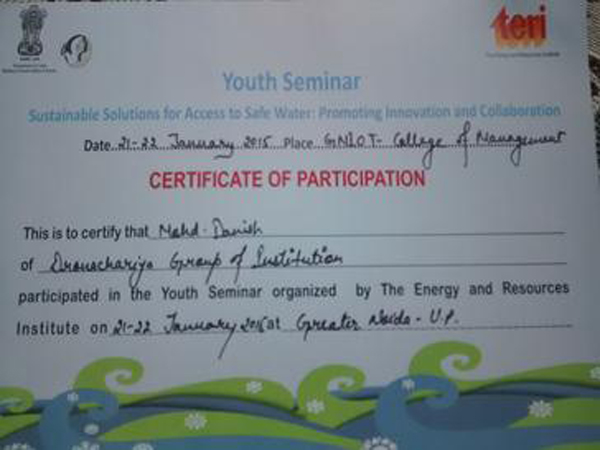 teri
Youth Seminar
Sustainable Solutions for Access to Safe Water: Promoting Innovation and Collaboration
Date 21-22 January 2015 Place GNIOT- College of Management
CERTIFICATE OF PARTICIPATION
This is to certify that Mohd. Danish
of Dronacharjya Group of Institution
participated in the Youth Seminar organized by The Energy and Resources
Institute on 21-22 January 2015 at Greater Noida - U.P.